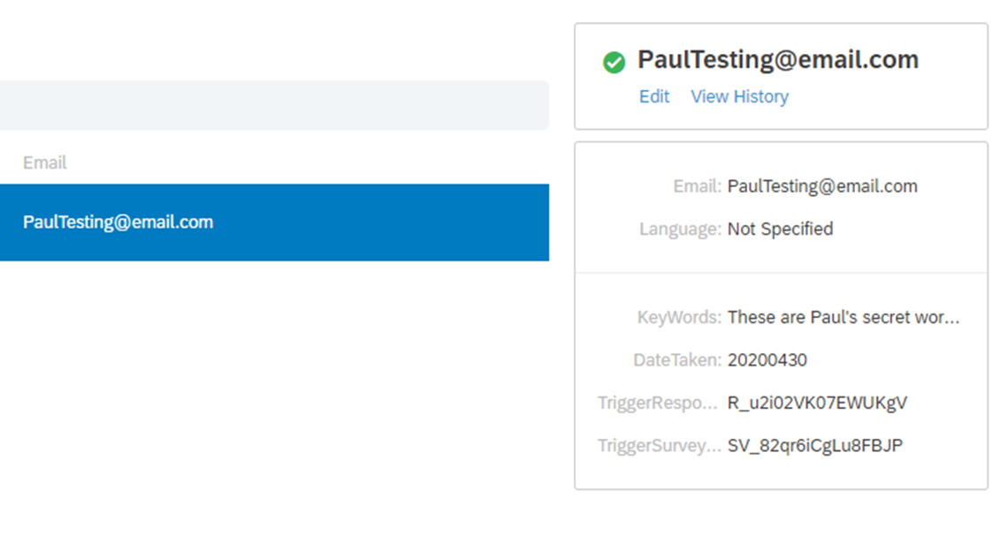 Email
PaulTesting@email.com
PaulTesting@email.com
Edit View History
Email: PaulTesting@email.com
Language: Not Specified
KeyWords: These are Paul's secret wor...
DateTaken: 20200430
TriggerRespo... R_u2i02VK07EWUKgV
TriggerSurvey... SV_82qr6iCgLu8FBJP